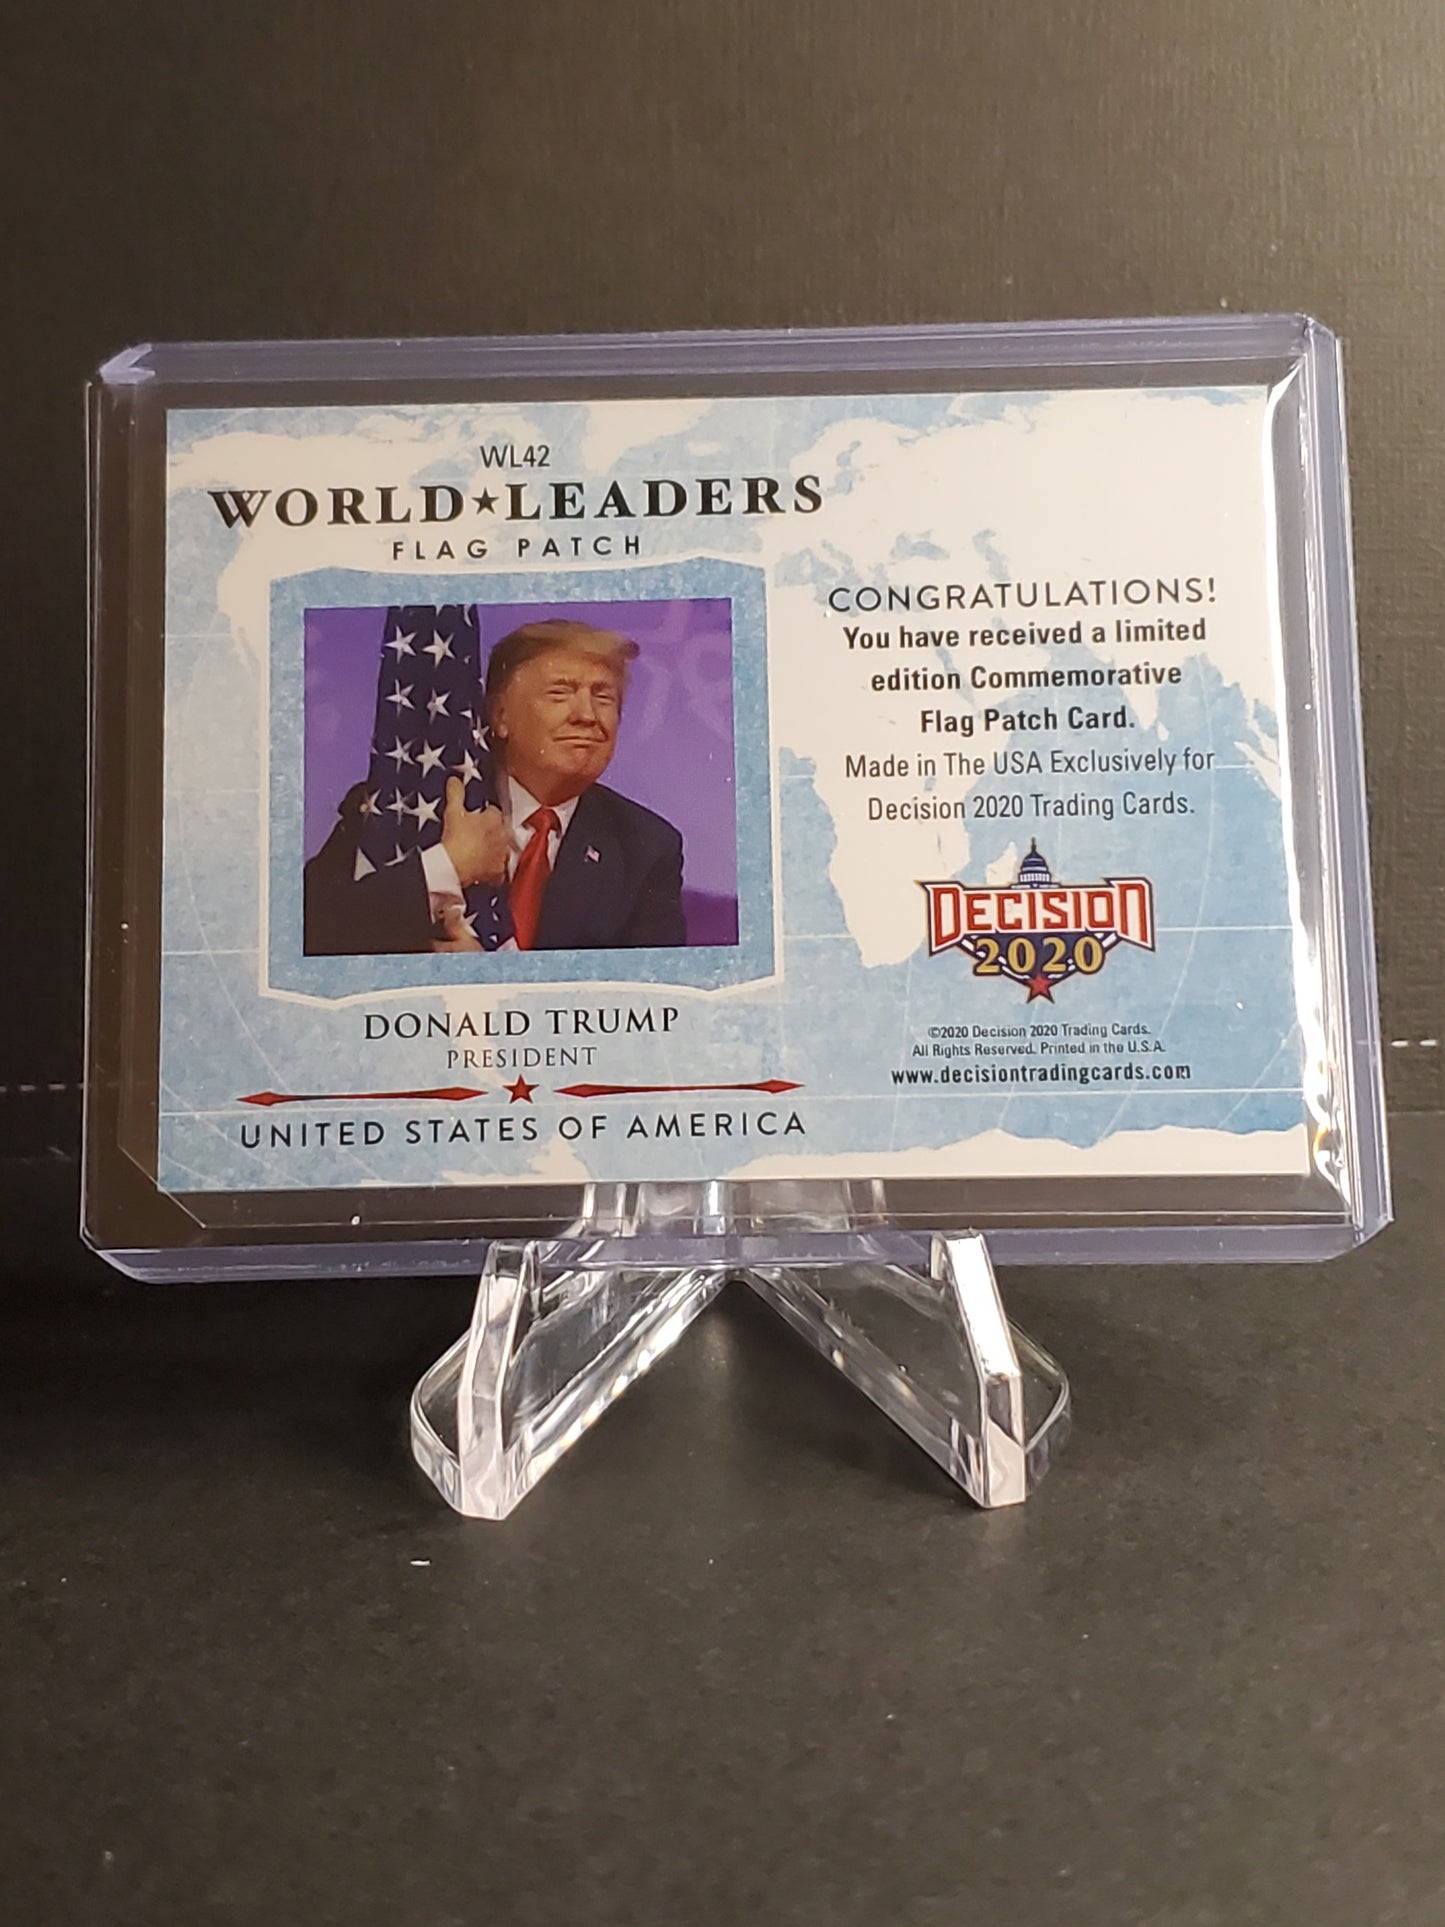 WL42
WORLD★LEADERS
FLAG PATCH
DONALD TRUMP
PRESIDENT
UNITED STATES OF AMERICA
CONGRATULATIONS!
You have received a limited
edition Commemorative
Flag Patch Card.
Made in The USA Exclusively for
Decision 2020 Trading Cards.
DECISION
2020
©2020 Decision 2020 Trading Cards.
All Rights Reserved. Printed in the U.S.A.
www.decisiontradingcards.com